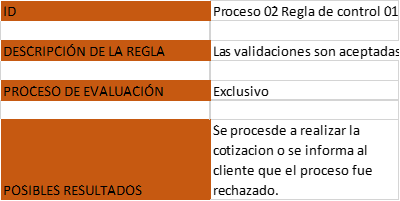 ID Proceso 02 Regla de control 01
DESCRIPCIÓN DE LA REGLA Las validaciones son aceptadas
PROCESO DE EVALUACIÓN Exclusivo
Se procesde a realizar la
cotizacion o se informa al
cliente que el proceso fue
POSIBLES RESULTADOS rechazado.